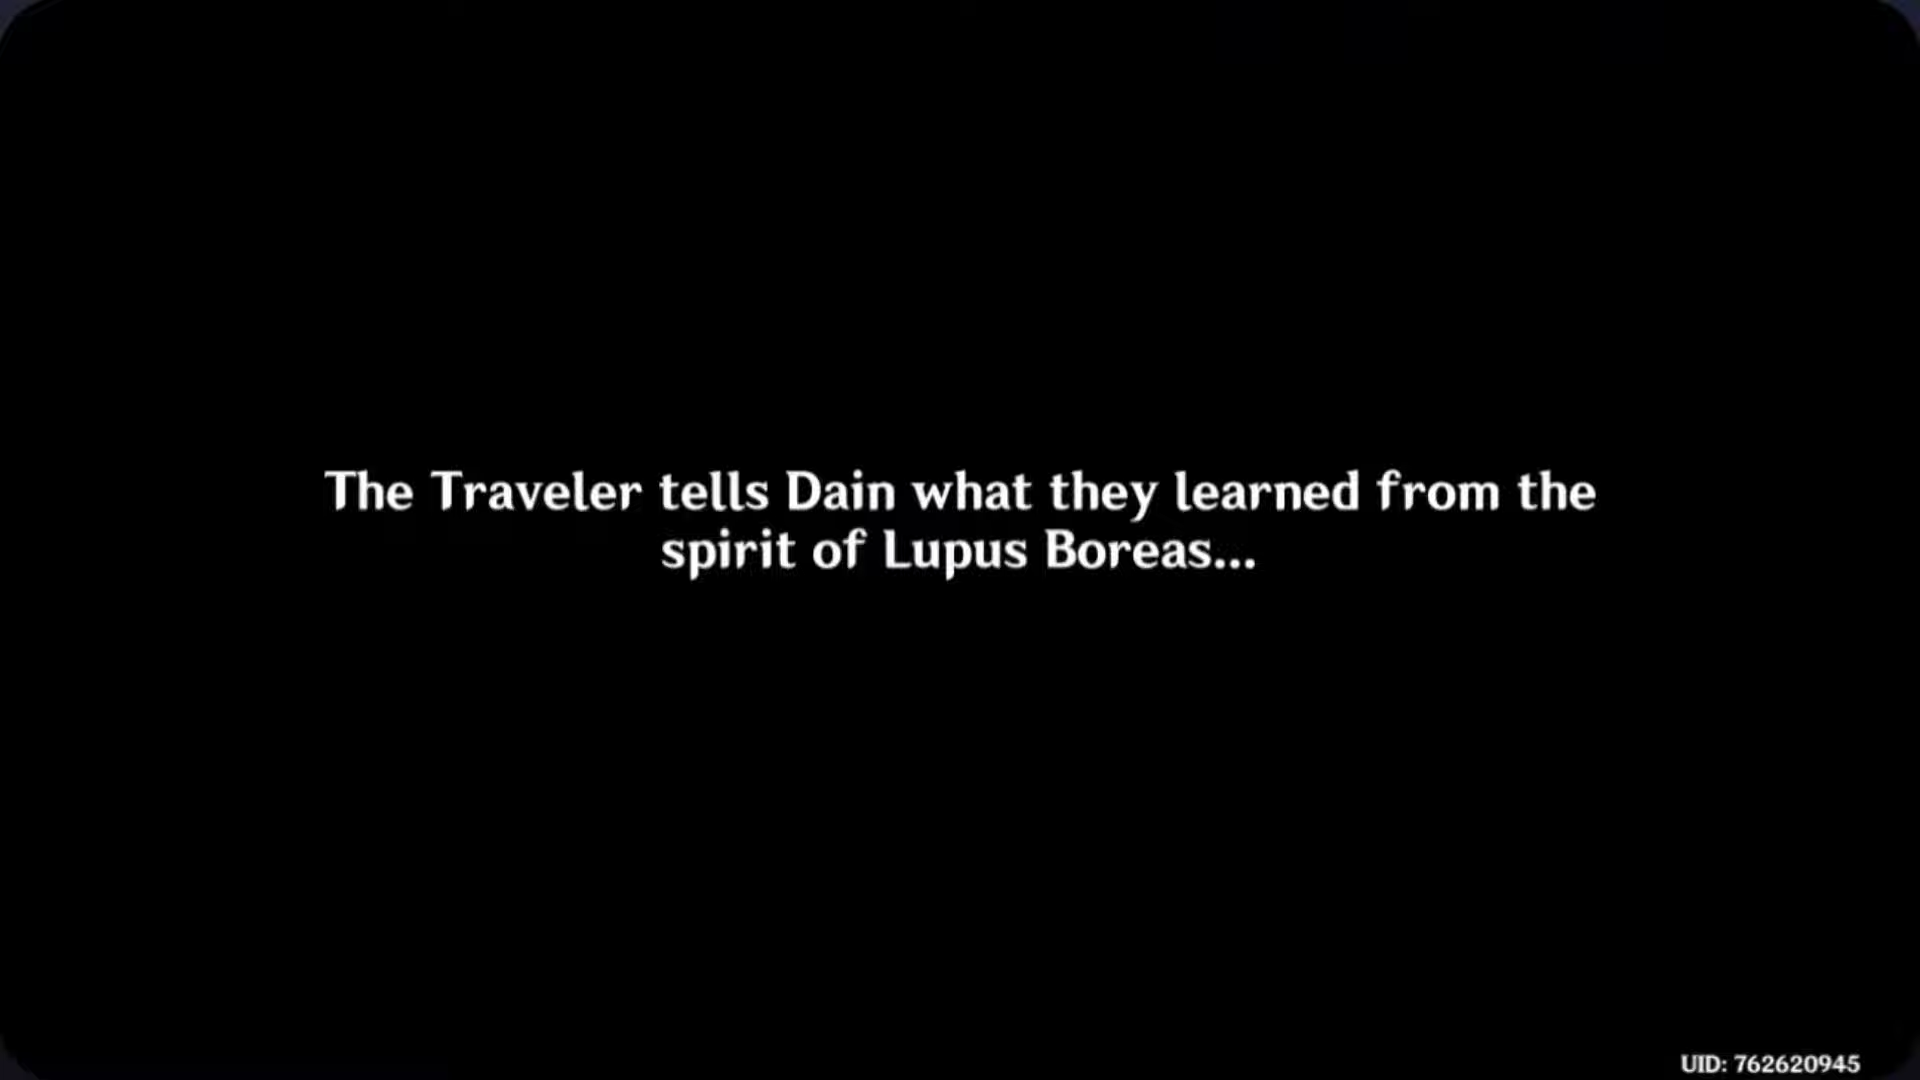 The Traveler tells Dain what they learned from the
spirit of Lupus Boreas...
UID: 762620945